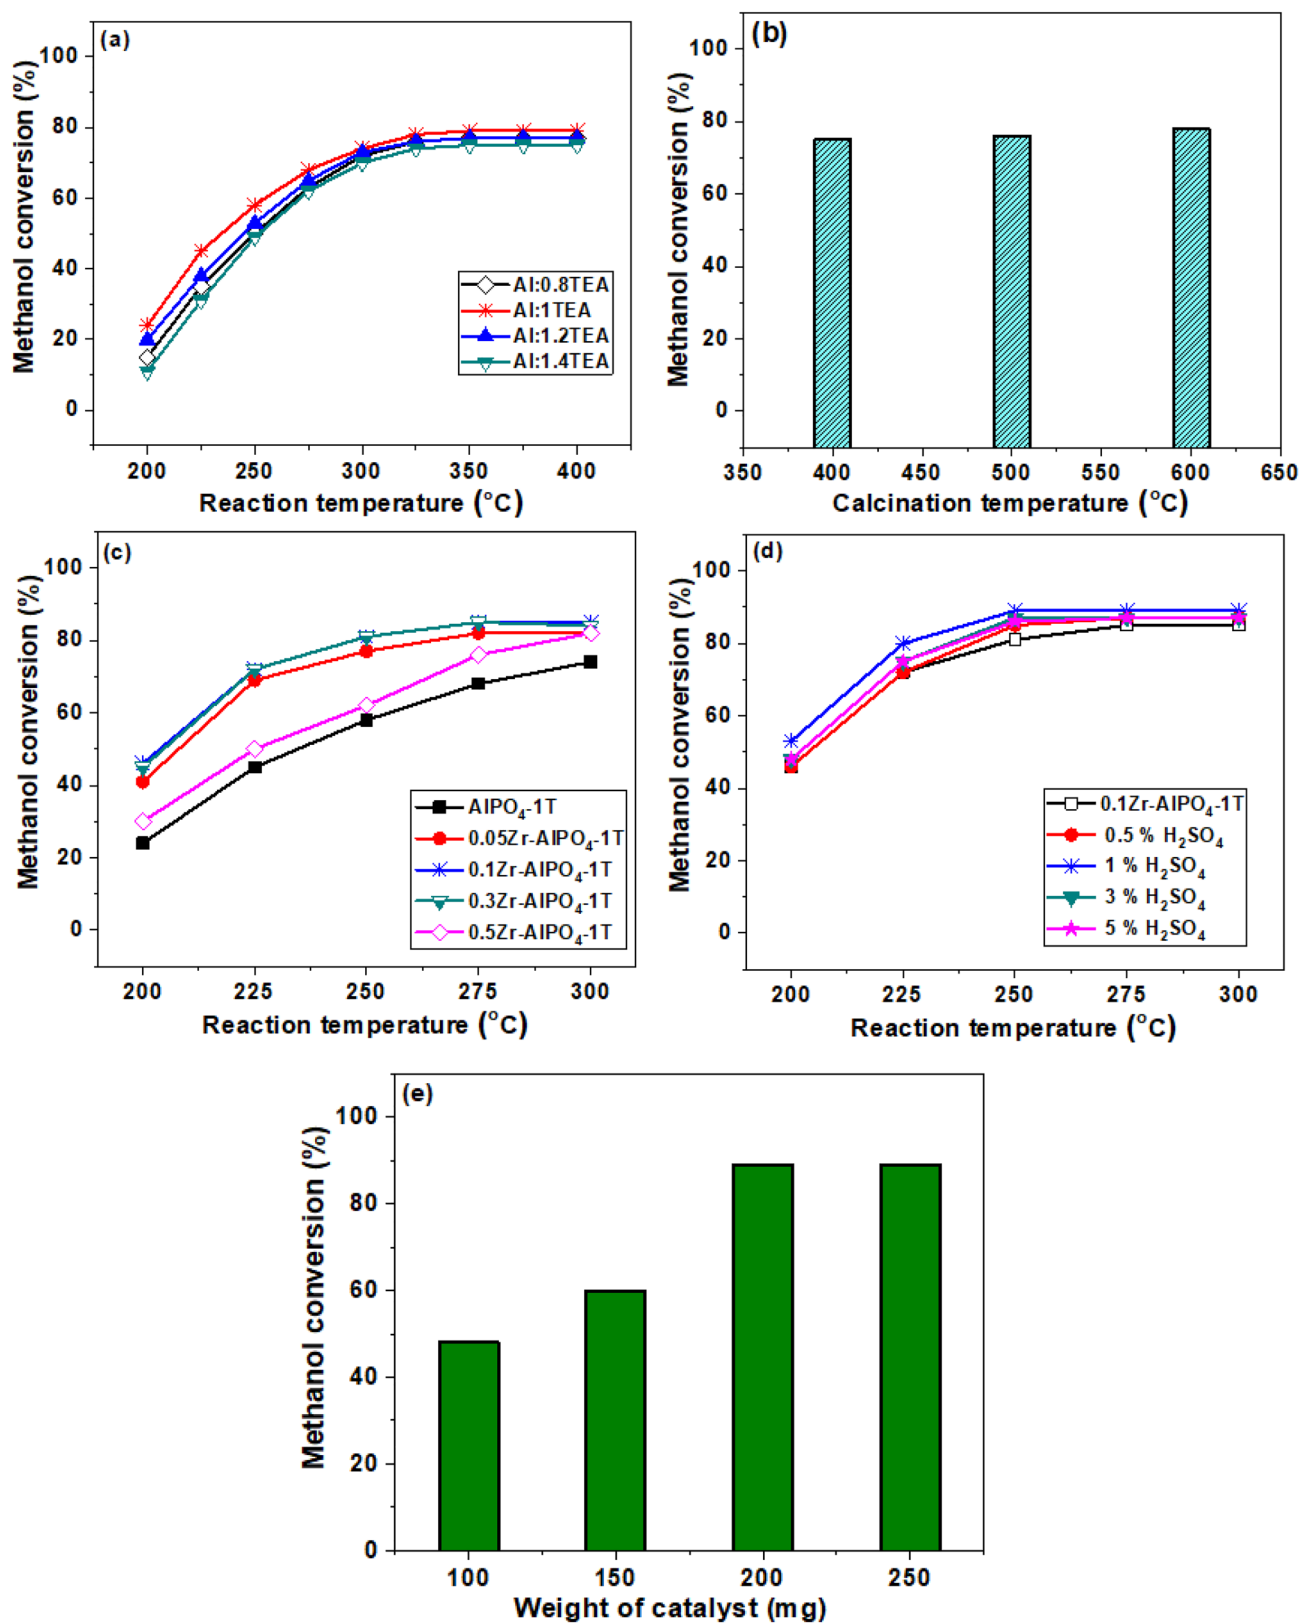 (a)
Methanol conversion (%)
100
80
60
40
20
0
Al:0.8TEA
Al:1TEA
Al:1.2TEA
Al:1.4TEA
200 250 300 350 400
Reaction temperature (°C)
(b)
Methanol conversion (%)
100
80
60
40
20
0
350 400 450 500 550 600 650
Calcination temperature (°C)
(c)
Methanol conversion (%)
100
80
60
40
20
0
AlPO₄-1T
0.05Zr-AlPO₄-1T
0.1Zr-AlPO₄-1T
0.3Zr-AlPO₄-1T
0.5Zr-AlPO₄-1T
200 225 250 275 300
Reaction temperature (°C)
(d)
Methanol conversion (%)
100
80
60
40
20
0
0.1Zr-AlPO₄-1T
0.5 % H₂SO₄
1 % H₂SO₄
3 % H₂SO₄
5 % H₂SO₄
200 225 250 275 300
Reaction temperature (°C)
(e)
Methanol conversion (%)
100
80
60
40
20
0
100 150 200 250
Weight of catalyst (mg)